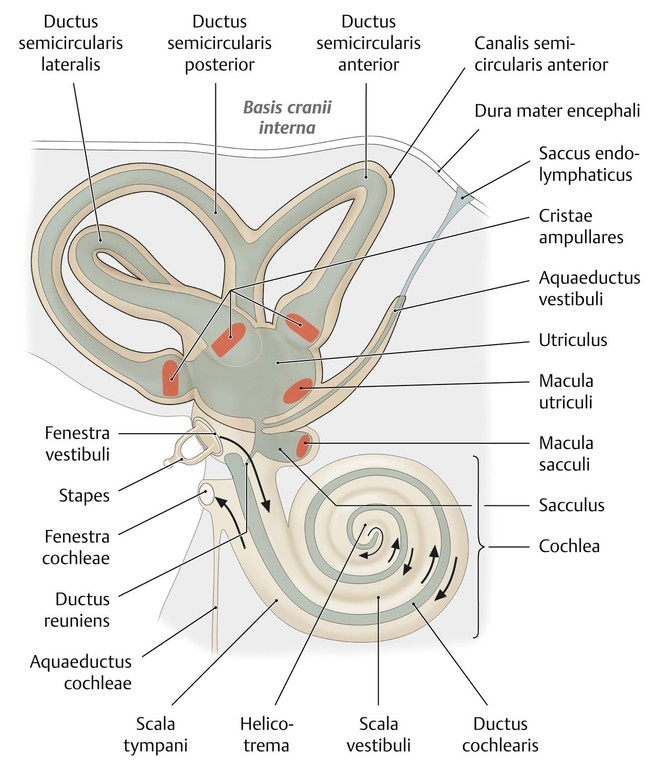 Ductus
semicircularis
lateralis
Ductus
semicircularis
posterior
Ductus
semicircularis
anterior
Canalis semi-
circularis anterior
Basis cranii
interna
Dura mater encephali
Saccus endo-
lymphaticus
Cristae
ampullares
Aquaeductus
vestibuli
Utriculus
Macula
utriculi
Macula
sacculi
Sacculus
Cochlea
Fenestra
vestibuli
Stapes
Fenestra
cochleae
Ductus
reuniens
Aquaeductus
cochleae
Scala
tympani
Helico-
trema
Scala
vestibuli
Ductus
cochlearis